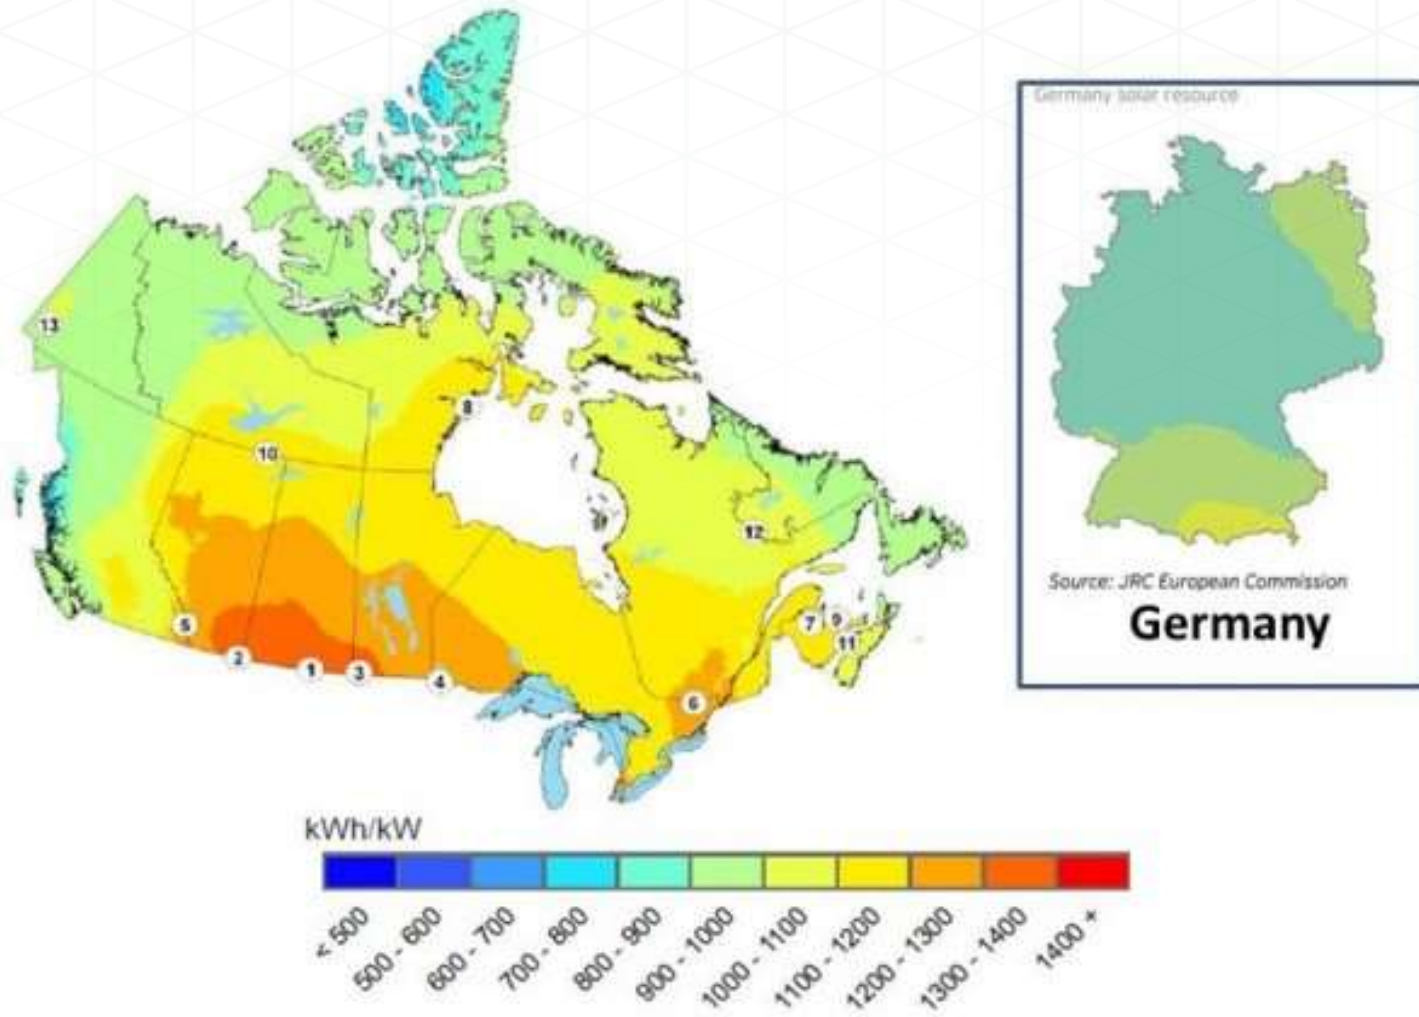 Germany solar resource
13
8
10
12
5
7
9
11
2
1
3
4
6
Source: JRC European Commission
Germany
kWh/kW
< 500
500 - 600
600 - 700
700 - 800
800 - 900
900 - 1000
1000 - 1100
1100 - 1200
1200 - 1300
1300 - 1400
1400 +